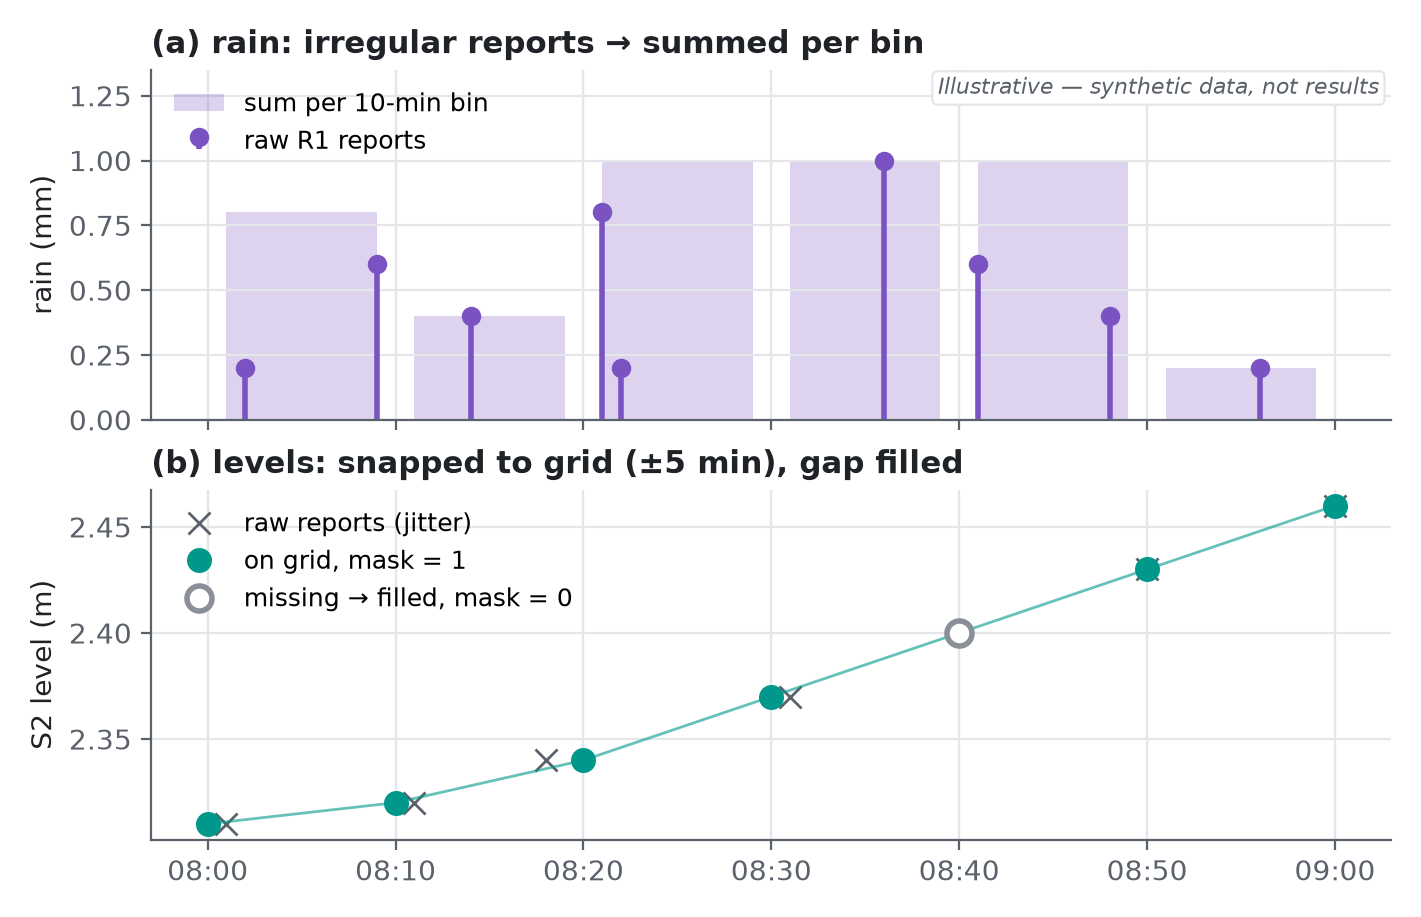 (a) rain: irregular reports → summed per bin
Illustrative — synthetic data, not results
sum per 10-min bin
raw R1 reports
rain (mm)
1.25
1.00
0.75
0.50
0.25
0.00
(b) levels: snapped to grid (±5 min), gap filled
raw reports (jitter)
on grid, mask = 1
missing → filled, mask = 0
S2 level (m)
2.45
2.40
2.35
08:00 08:10 08:20 08:30 08:40 08:50 09:00